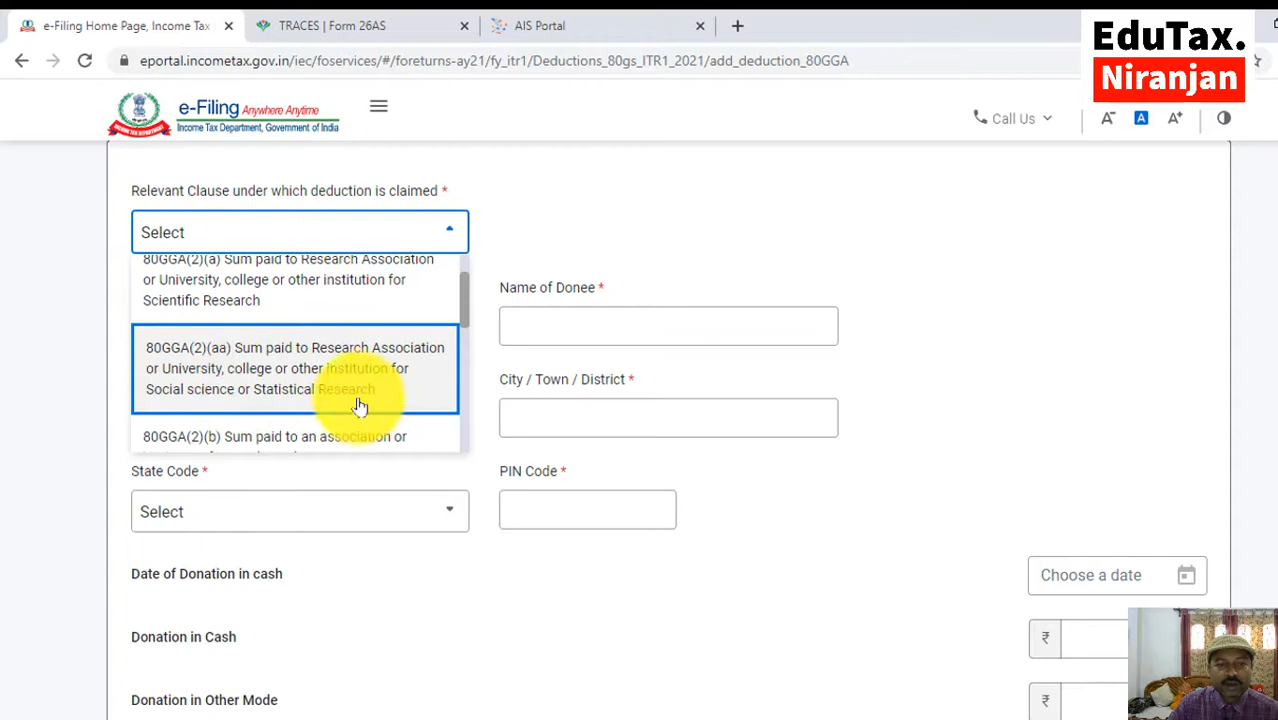 e-Filing Home Page, Income Tax
TRACES | Form 26AS
AIS Portal
EduTax.
Niranjan
eportal.incometax.gov.in/iec/foservices/#/foreturns-ay21/fy_itr1/Deductions_80gs_ITR1_2021/add_deduction_80GGA
e-Filing Anywhere Anytime
Income Tax Department, Government of India
Call Us
A-
A
A+
Relevant Clause under which deduction is claimed *
Select
80GGA(2)(a) Sum paid to Research Association
or University, college or other institution for
Scientific Research
80GGA(2)(aa) Sum paid to Research Association
or University, college or other institution for
Social science or Statistical Research
80GGA(2)(b) Sum paid to an association or
Name of Donee *
City / Town / District *
State Code *
Select
PIN Code *
Date of Donation in cash
Choose a date
Donation in Cash
₹
Donation in Other Mode
₹